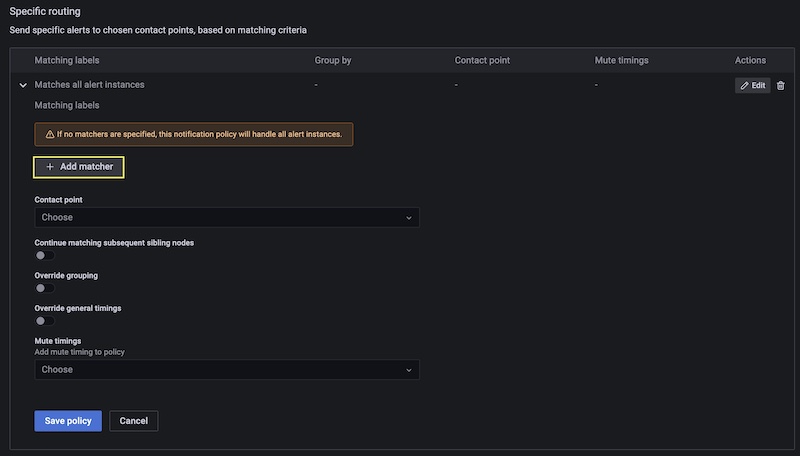 Specific routing
Send specific alerts to chosen contact points, based on matching criteria
Matching labels Group by Contact point Mute timings Actions
Matches all alert instances - - - Edit
Matching labels
If no matchers are specified, this notification policy will handle all alert instances.
+ Add matcher
Contact point
Choose
Continue matching subsequent sibling nodes
Override grouping
Override general timings
Mute timings
Add mute timing to policy
Choose
Save policy Cancel